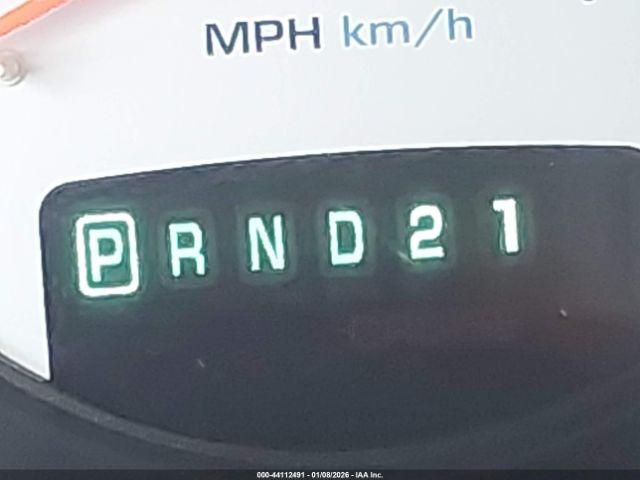 MPH km/h
P R N D 2 1
000-44112491 - 01/08/2026 - IAA Inc.